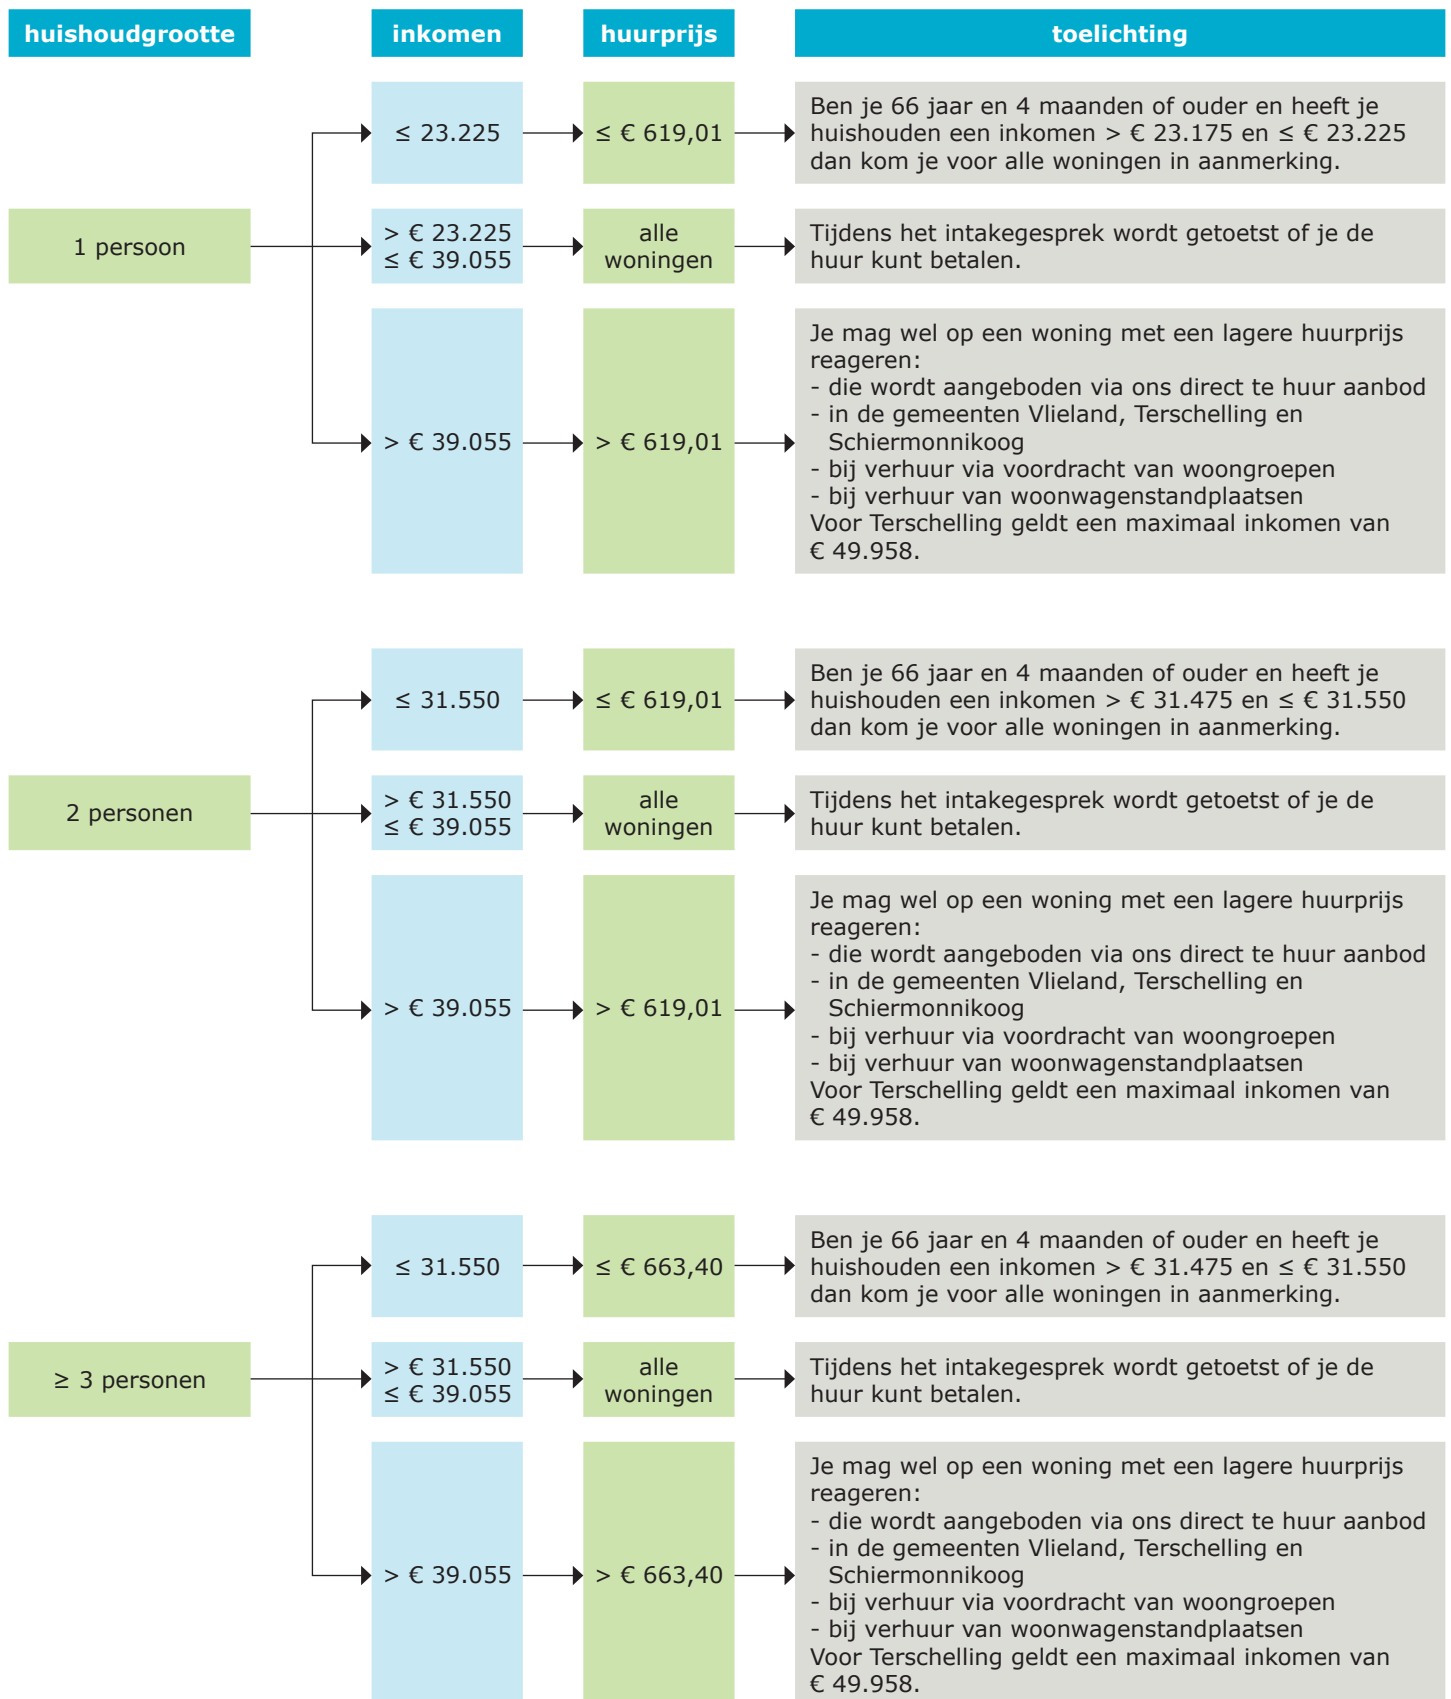 huishoudgrootte
inkomen
huurprijs
toelichting
≤ 23.225
≤ € 619,01
Ben je 66 jaar en 4 maanden of ouder en heeft je
huishouden een inkomen > € 23.175 en ≤ € 23.225
dan kom je voor alle woningen in aanmerking.
1 persoon
> € 23.225
≤ € 39.055
alle
woningen
Tijdens het intakegesprek wordt getoetst of je de
huur kunt betalen.
> € 39.055
> € 619,01
Je mag wel op een woning met een lagere huurprijs
reageren:
- die wordt aangeboden via ons direct te huur aanbod
- in de gemeenten Vlieland, Terschelling en
Schiermonnikoog
- bij verhuur via voordracht van woongroepen
- bij verhuur van woonwagenstandplaatsen
Voor Terschelling geldt een maximaal inkomen van
€ 49.958.
≤ 31.550
≤ € 619,01
Ben je 66 jaar en 4 maanden of ouder en heeft je
huishouden een inkomen > € 31.475 en ≤ € 31.550
dan kom je voor alle woningen in aanmerking.
2 personen
> € 31.550
≤ € 39.055
alle
woningen
Tijdens het intakegesprek wordt getoetst of je de
huur kunt betalen.
> € 39.055
> € 619,01
Je mag wel op een woning met een lagere huurprijs
reageren:
- die wordt aangeboden via ons direct te huur aanbod
- in de gemeenten Vlieland, Terschelling en
Schiermonnikoog
- bij verhuur via voordracht van woongroepen
- bij verhuur van woonwagenstandplaatsen
Voor Terschelling geldt een maximaal inkomen van
€ 49.958.
≤ 31.550
≤ € 663,40
Ben je 66 jaar en 4 maanden of ouder en heeft je
huishouden een inkomen > € 31.475 en ≤ € 31.550
dan kom je voor alle woningen in aanmerking.
≥ 3 personen
> € 31.550
≤ € 39.055
alle
woningen
Tijdens het intakegesprek wordt getoetst of je de
huur kunt betalen.
> € 39.055
> € 663,40
Je mag wel op een woning met een lagere huurprijs
reageren:
- die wordt aangeboden via ons direct te huur aanbod
- in de gemeenten Vlieland, Terschelling en
Schiermonnikoog
- bij verhuur via voordracht van woongroepen
- bij verhuur van woonwagenstandplaatsen
Voor Terschelling geldt een maximaal inkomen van
€ 49.958.